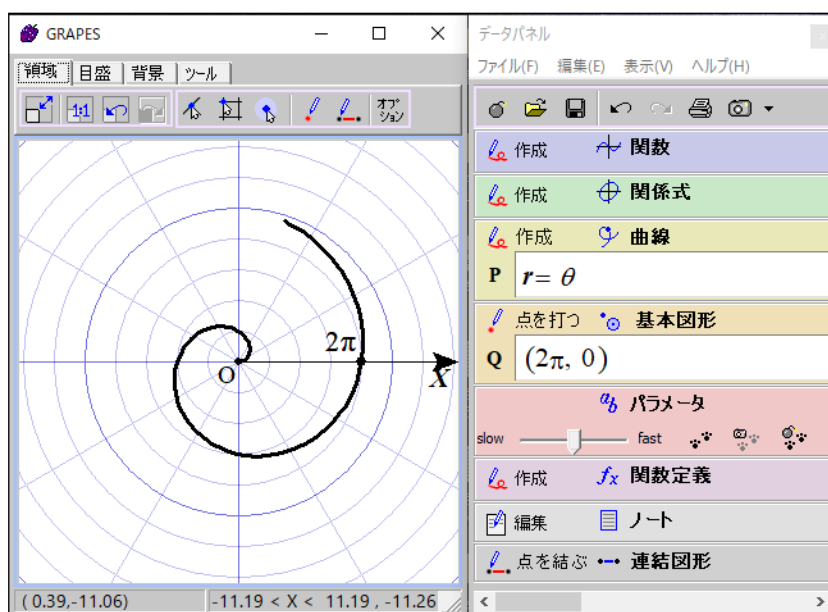 GRAPES
領域 目盛 背景 ツール
1:1 オプション
2π
O X
(0.39,-11.06) -11.19 < X < 11.19 , -11.26
データパネル
ファイル(F) 編集(E) 表示(V) ヘルプ(H)
作成 関数
作成 関係式
作成 曲線
P r= θ
点を打つ 基本図形
Q (2π, 0)
ab パラメータ
slow fast
作成 fx 関数定義
編集 ノート
点を結ぶ 連結図形